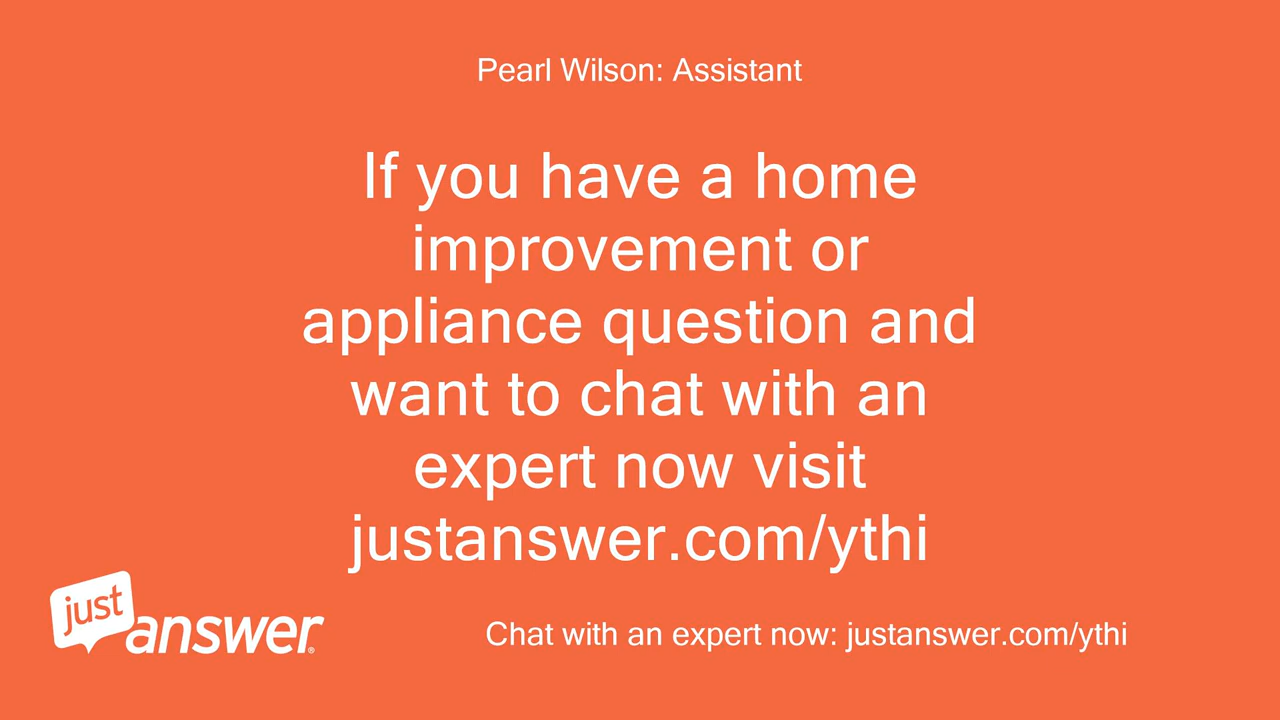 Pearl Wilson: Assistant
If you have a home
improvement or
appliance question and
want to chat with an
expert now visit
justanswer.com/ythi
just
answer®
Chat with an expert now: justanswer.com/ythi